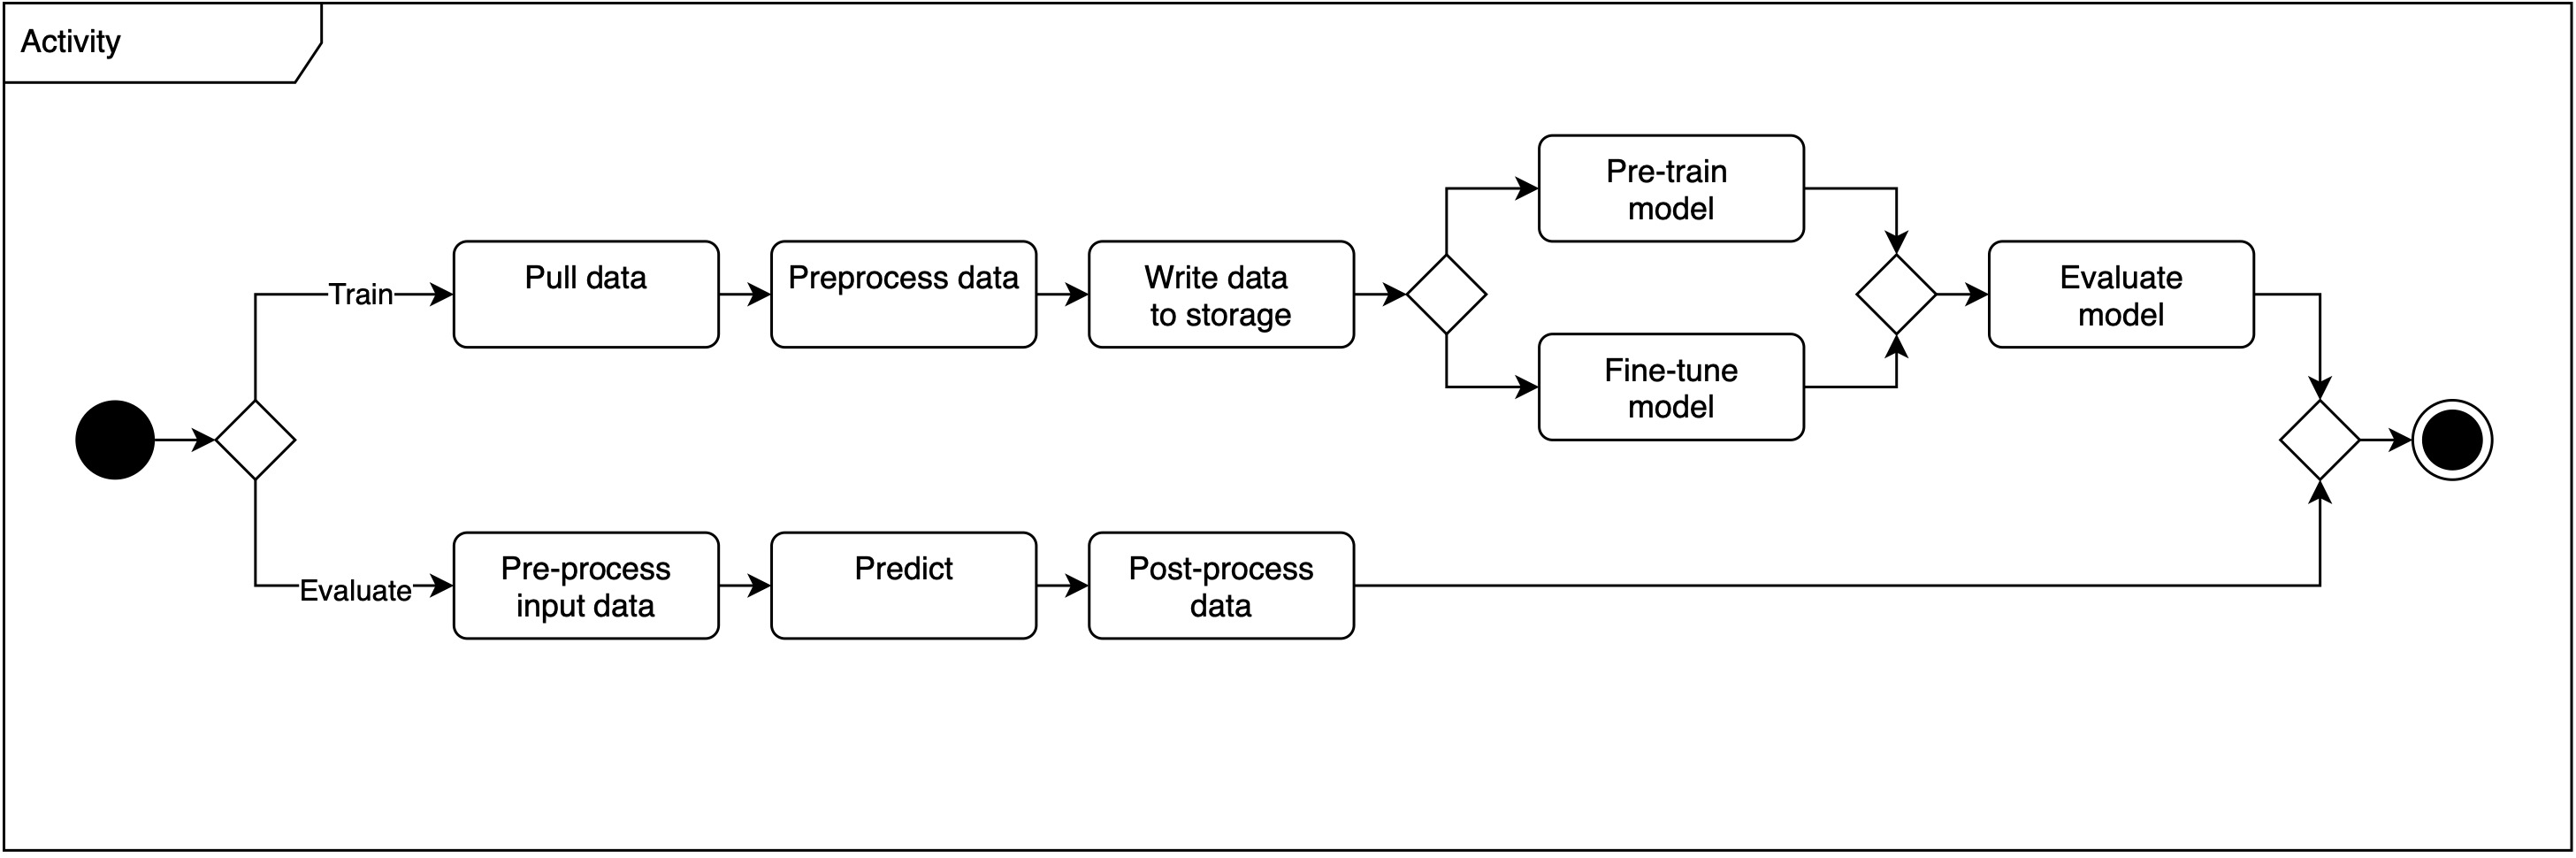 Activity
Train
Pull data
Preprocess data
Write data
to storage
Pre-train
model
Fine-tune
model
Evaluate
model
Evaluate
Pre-process
input data
Predict
Post-process
data